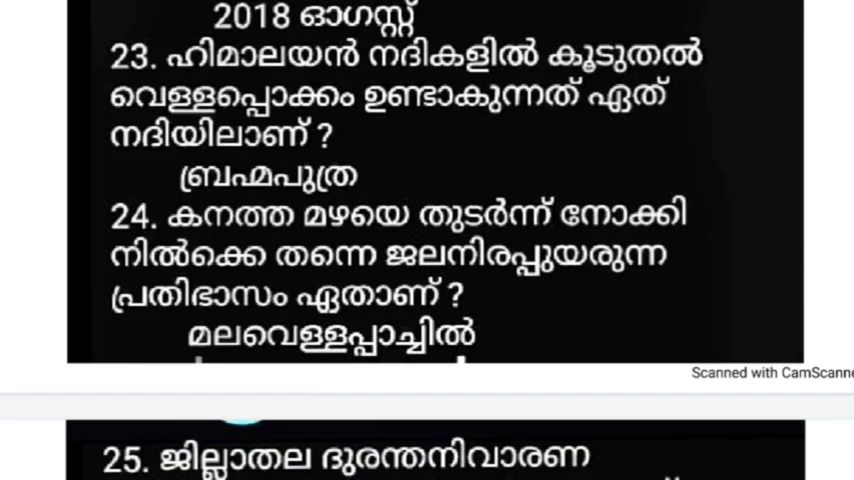 2018 ഓഗസ്റ്റ്
23. ഹിമാലയൻ നദികളിൽ കൂടുതൽ
വെള്ളപ്പൊക്കം ഉണ്ടാകുന്നത് ഏത്
നദിയിലാണ് ?
ബ്രഹ്മപുത്ര
24. കനത്ത മഴയെ തുടർന്ന് നോക്കി
നിൽക്കെ തന്നെ ജലനിരപ്പുയരുന്ന
പ്രതിഭാസം ഏതാണ് ?
മലവെള്ളപ്പാച്ചിൽ
Scanned with CamScanne
25. ജില്ലാതല ദുരന്തനിവാരണ